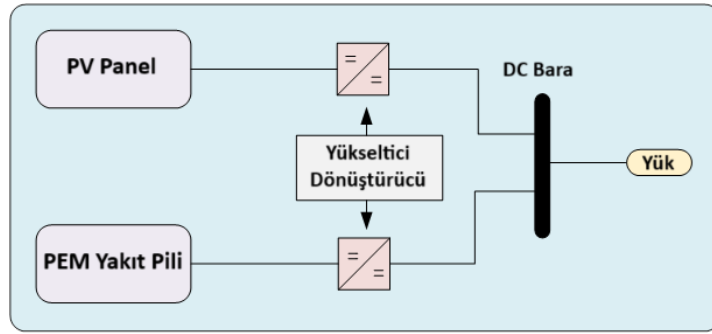 PV Panel
=
=
DC Bara
Yükseltici
Dönüştürücü
Yük
PEM Yakıt Pili
=
=